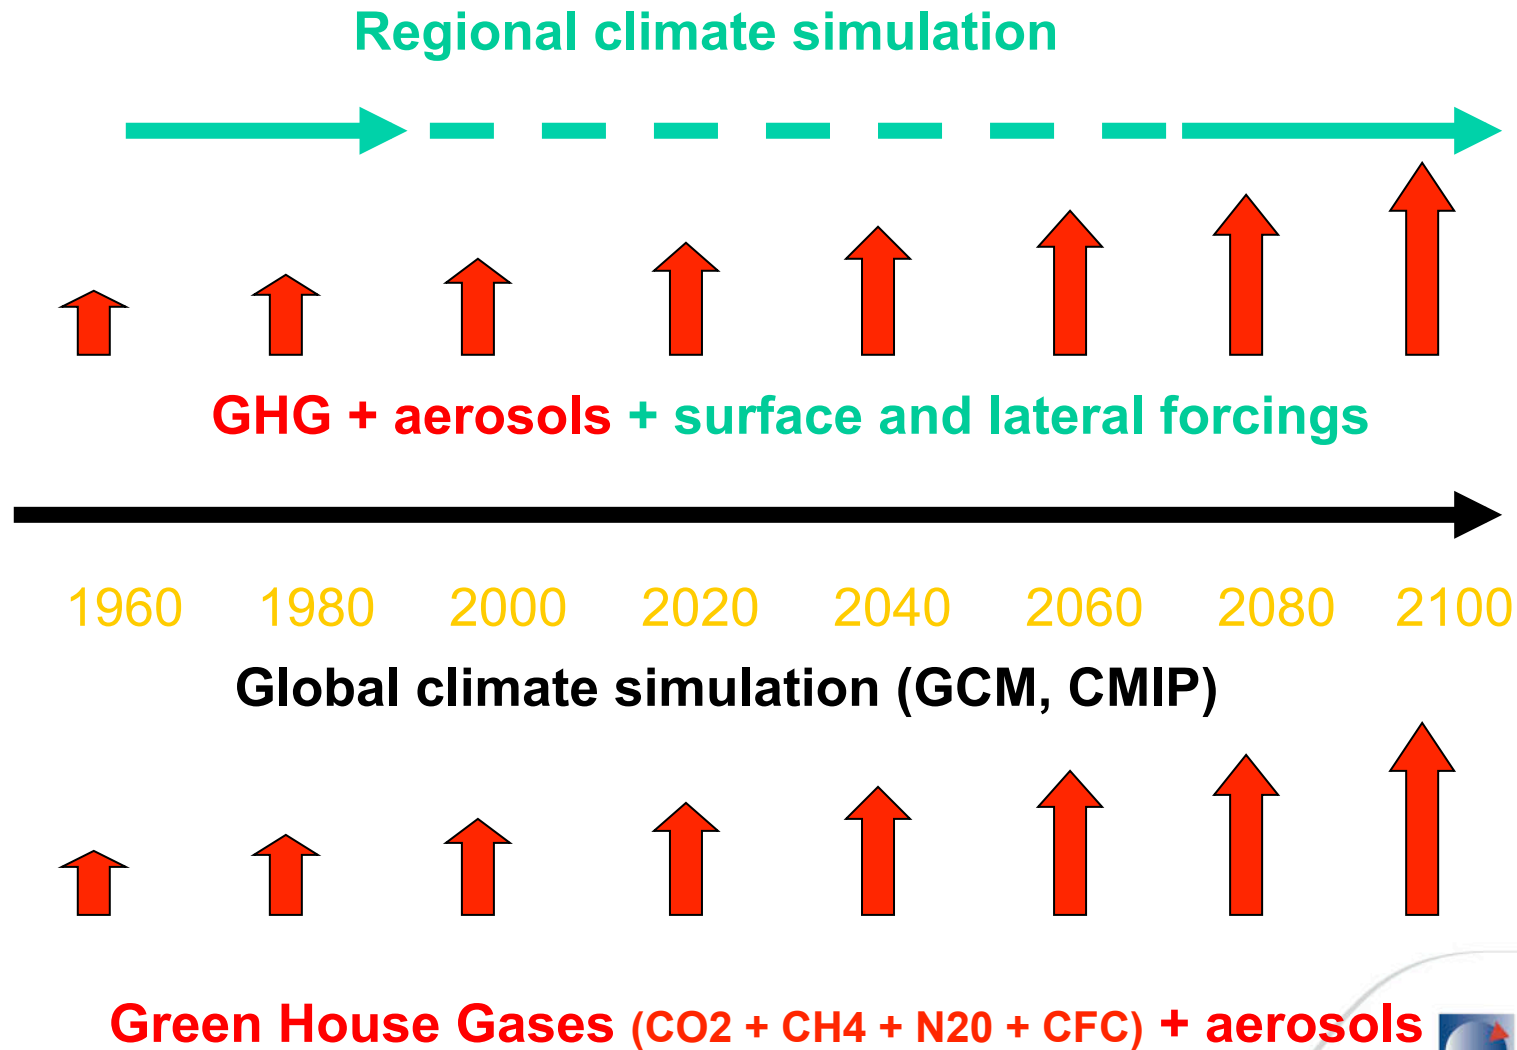 Regional climate simulation
GHG + aerosols + surface and lateral forcings
1960 1980 2000 2020 2040 2060 2080 2100
Global climate simulation (GCM, CMIP)
Green House Gases (CO2 + CH4 + N20 + CFC) + aerosols